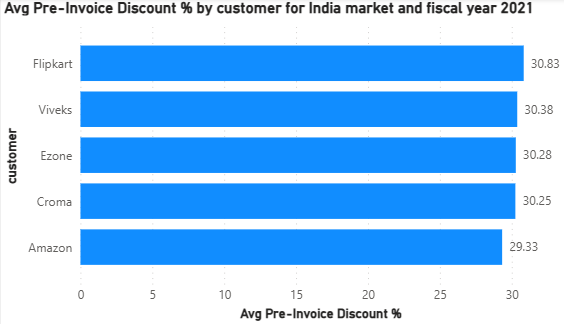 Avg Pre-Invoice Discount % by customer for India market and fiscal year 2021
customer
Flipkart 30.83
Viveks 30.38
Ezone 30.28
Croma 30.25
Amazon 29.33
0 5 10 15 20 25 30
Avg Pre-Invoice Discount %